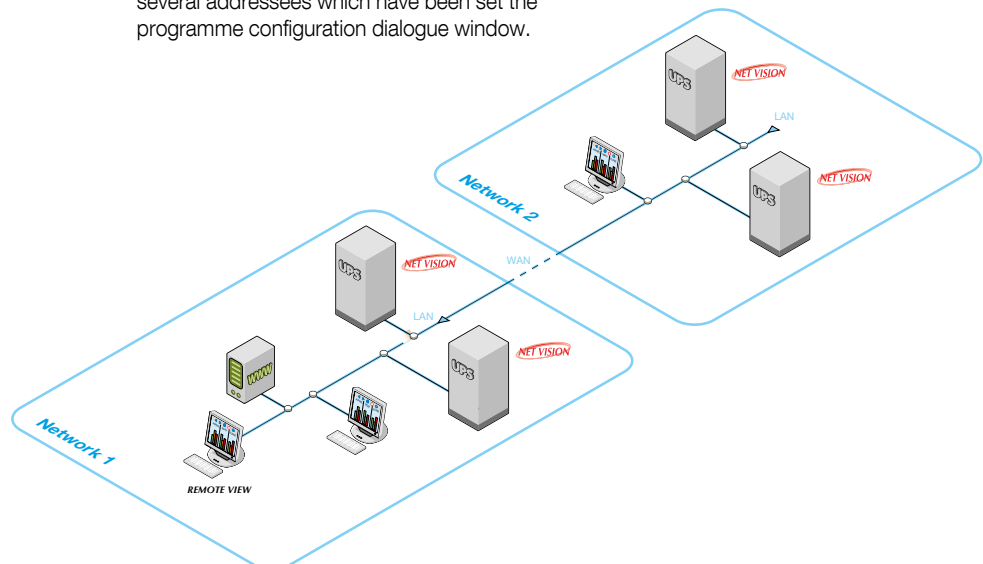 several addressees which have been set the
programme configuration dialogue window.
UPS
NET VISION
LAN
UPS
NET VISION
Network 2
WAN
UPS
NET VISION
LAN
UPS
NET VISION
WWW
Network 1
REMOTE VIEW